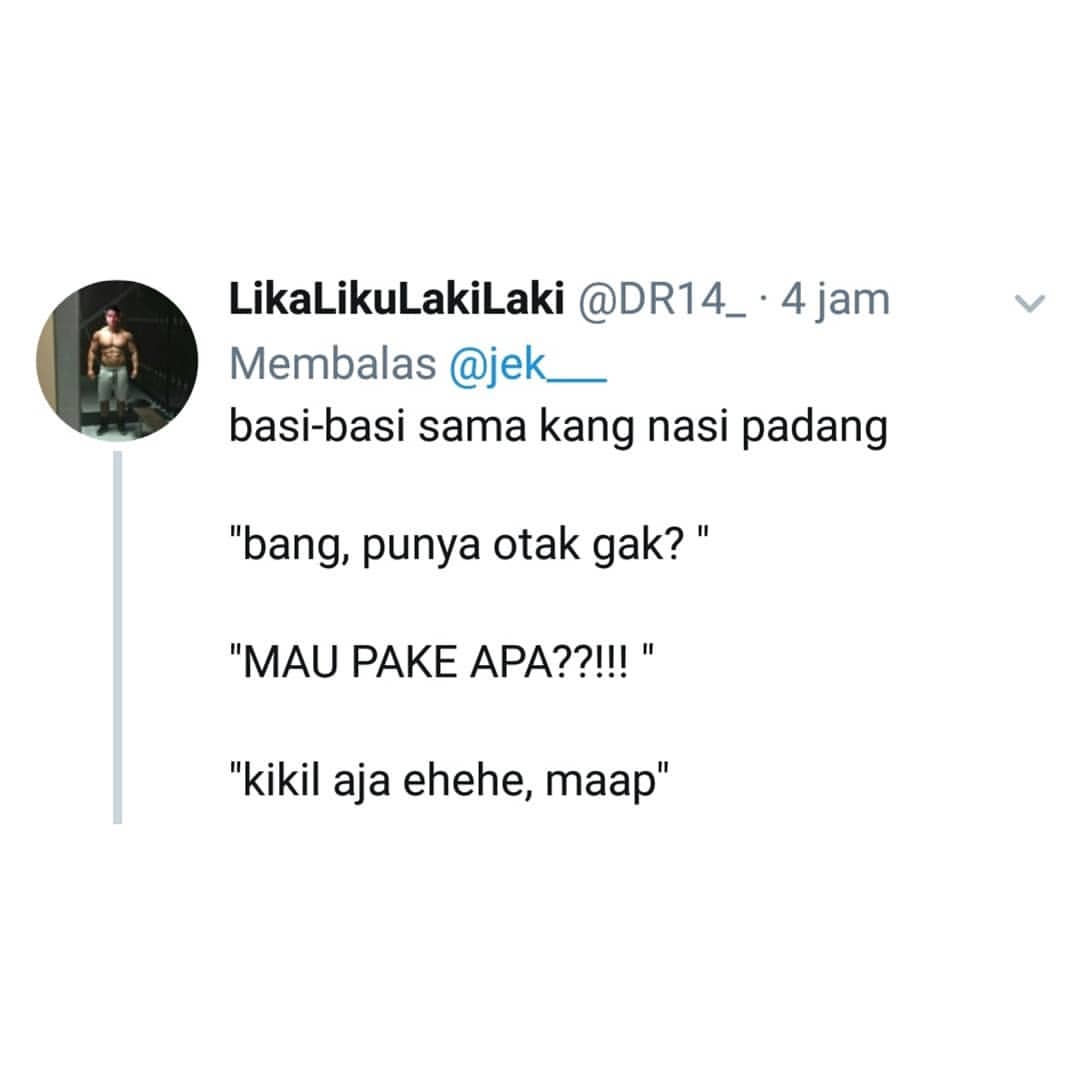 LikaLikuLakiLaki @DR14_ · 4 jam
Membalas @jek___
basi-basi sama kang nasi padang
"bang, punya otak gak? "
"MAU PAKE APA??!!! "
"kikil aja ehehe, maap"